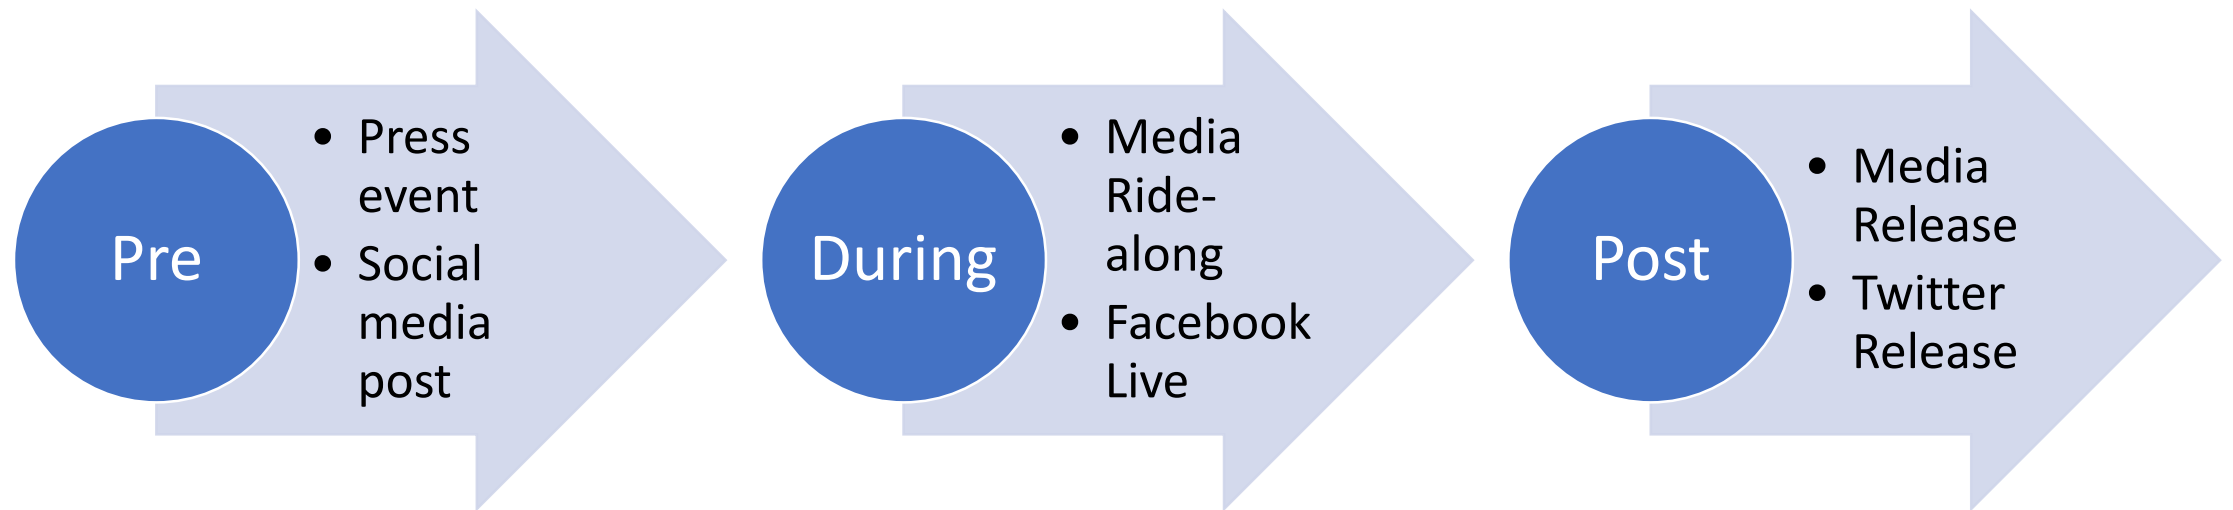 Pre
• Press
event
• Social
media
post
During
• Media
Ride-
along
• Facebook
Live
Post
• Media
Release
• Twitter
Release